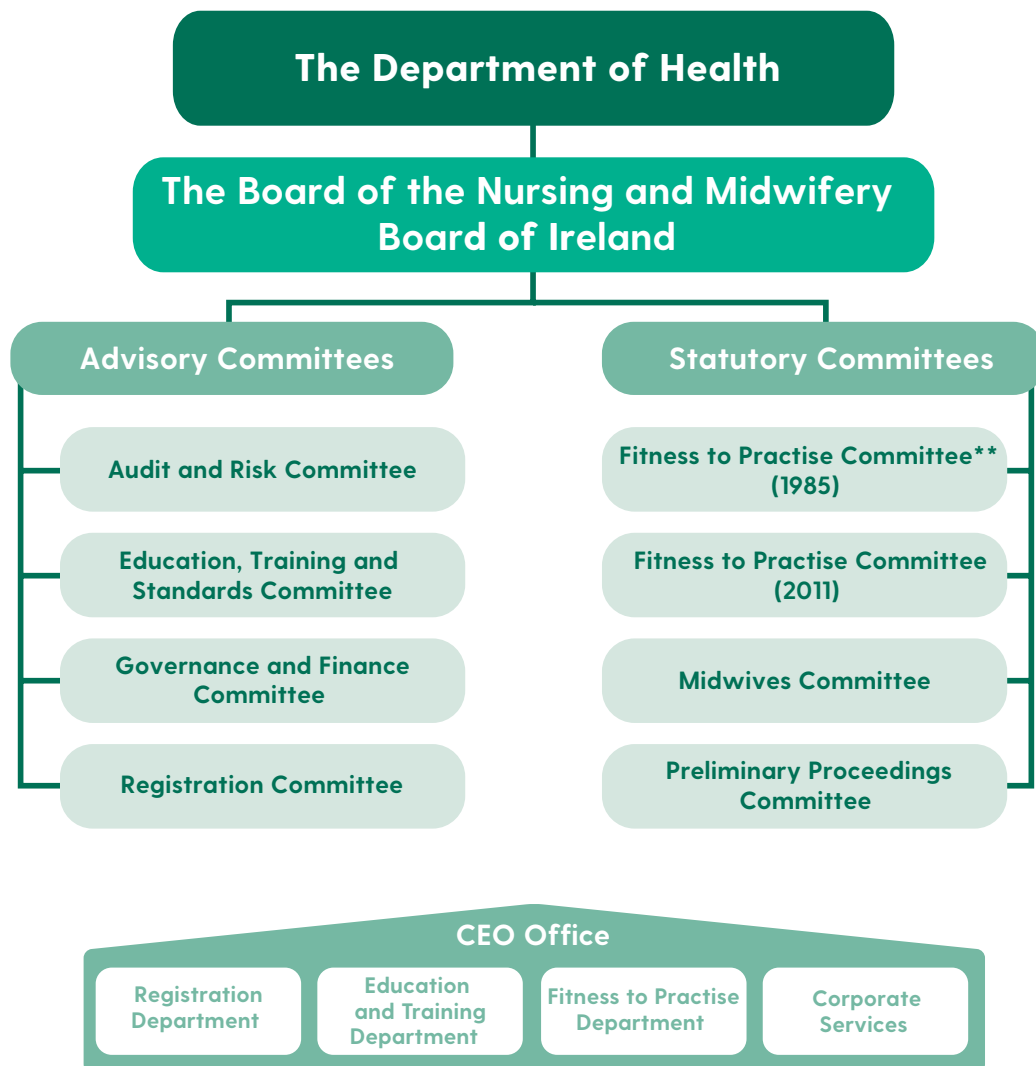 The Department of Health
The Board of the Nursing and Midwifery
Board of Ireland
Advisory Committees
Audit and Risk Committee
Education, Training and
Standards Committee
Governance and Finance
Committee
Registration Committee
Statutory Committees
Fitness to Practise Committee**
(1985)
Fitness to Practise Committee
(2011)
Midwives Committee
Preliminary Proceedings
Committee
CEO Office
Registration
Department
Education
and Training
Department
Fitness to Practise
Department
Corporate
Services